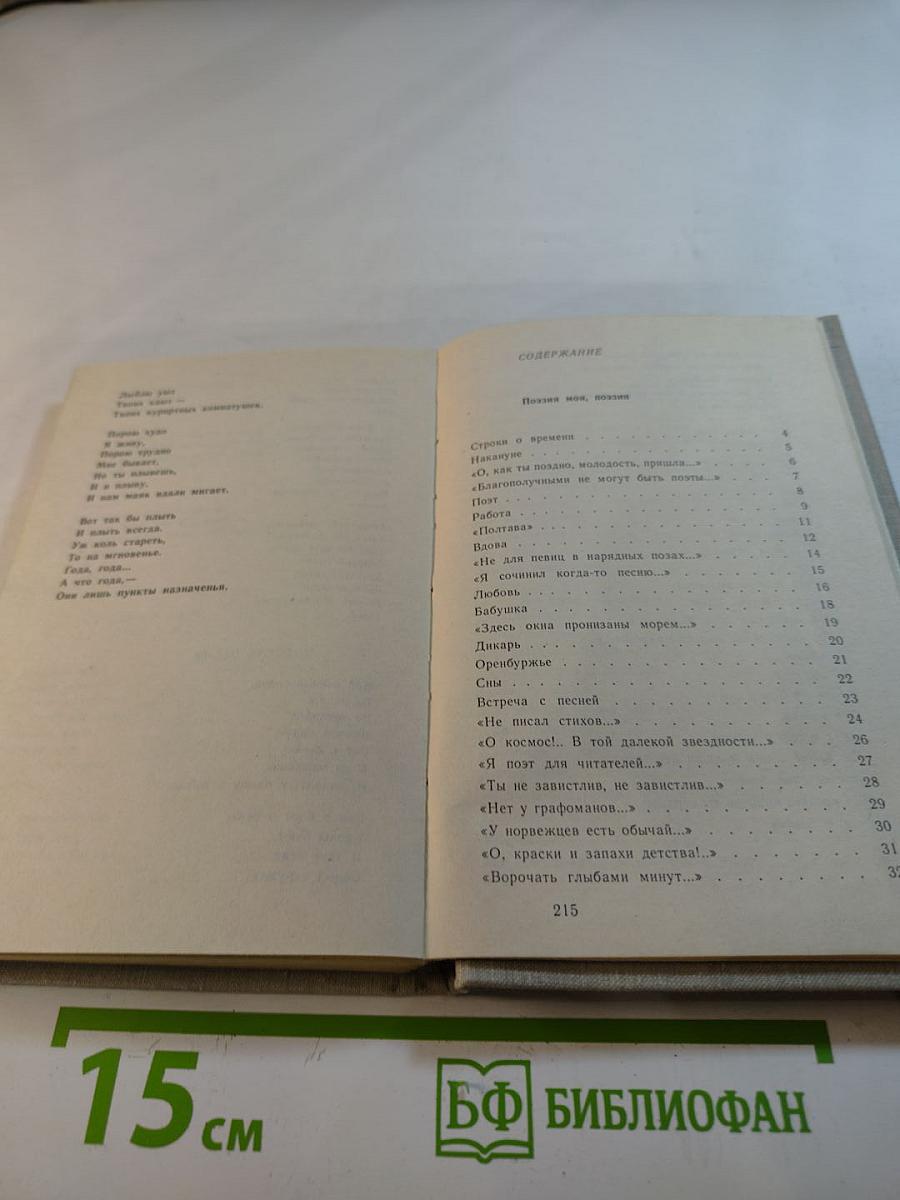 Люблю уют
Твоих кают —
Твоих курортных комнатушек.
Порою худо
Я живу,
Порою трудно
Мне бывает,
Но ты плывешь,
И я плыву,
И нам маяк вдали мигает.
Вот так бы плыть
И плыть всегда.
Уж коль стареть,
То на мгновенье.
Года, года...
А что года,—
Они лишь пункты назначенья.
СОДЕРЖАНИЕ
Поэзия моя, поэзия
Строки о времени . . . . . . . . . . 4
Накануне . . . . . . . . . . . . . 5
«О, как ты поздно, молодость, пришла...» . . . . 6
«Благополучными не могут быть поэты...» . . . . 7
Поэт . . . . . . . . . . . . . . . 8
Работа . . . . . . . . . . . . . . 9
«Полтава» . . . . . . . . . . . . . 11
Вдова . . . . . . . . . . . . . . 12
«Не для певиц в нарядных позах...» . . . . . . 14
«Я сочинил когда-то песню...» . . . . . . . 15
Любовь . . . . . . . . . . . . . . 16
Бабушка . . . . . . . . . . . . . 18
«Здесь окна пронизаны морем...» . . . . . . 19
Дикарь . . . . . . . . . . . . . . 20
Оренбуржье . . . . . . . . . . . . 21
Сны . . . . . . . . . . . . . . . 22
Встреча с песней . . . . . . . . . . 23
«Не писал стихов...» . . . . . . . . . . 24
«О космос!.. В той далекой звездности...» . . . 26
«Я поэт для читателей...» . . . . . . . . . 27
«Ты не завистлив, не завистлив...» . . . . . . 28
«Нет у графоманов...» . . . . . . . . . . 29
«У норвежцев есть обычай...» . . . . . . . . 30
«О, краски и запахи детства!..» . . . . . . . 31
«Ворочать глыбами минут...» . . . . . . . . 32
215
15 см
БФ БИБЛИОФАН